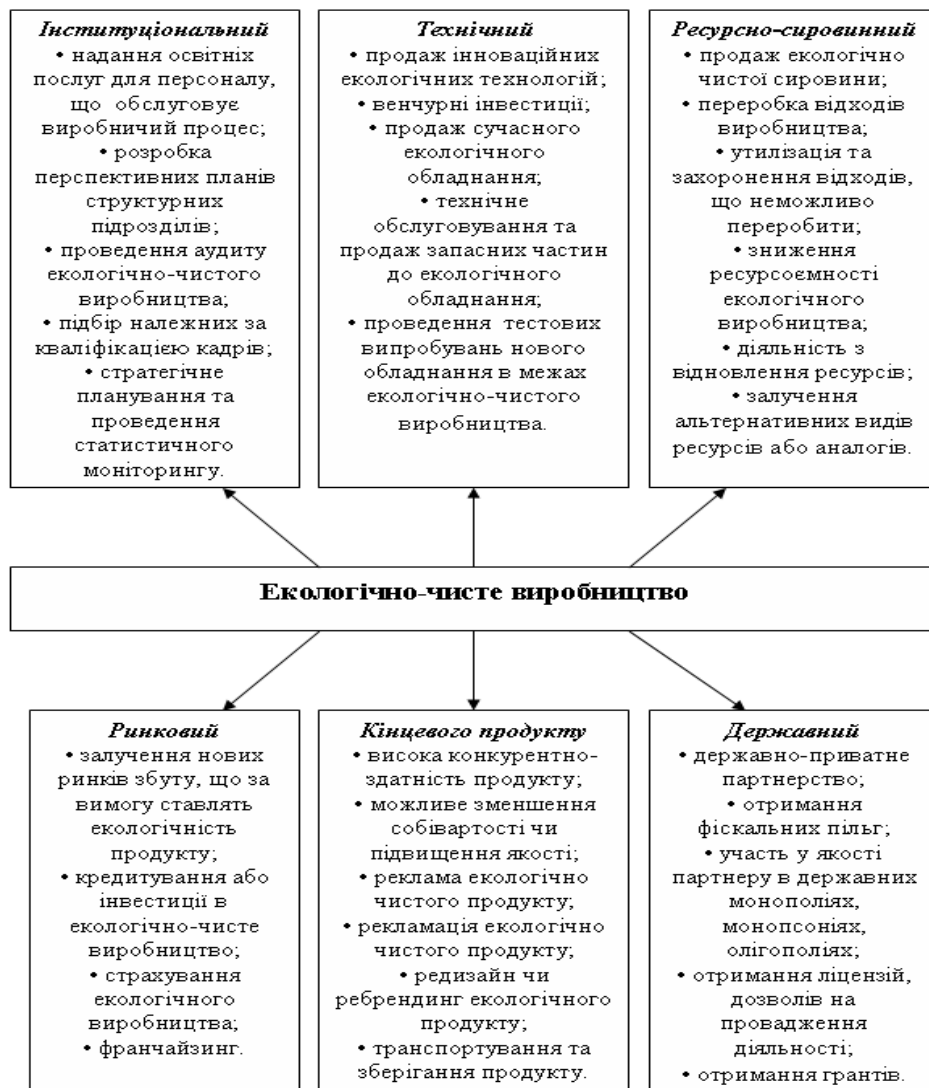 Інституціональний
• надання освітніх
послуг для персоналу,
що обслуговує
виробничий процес;
• розробка
перспективних планів
структурних
підрозділів;
• проведення аудиту
екологічно-чистого
виробництва;
• підбір належних за
кваліфікацією кадрів;
• стратегічне
планування та
проведення
статистичного
моніторингу.
Технічний
• продаж інноваційних
екологічних технологій;
• венчурні інвестиції;
• продаж сучасного
екологічного
обладнання;
• технічне
обслуговування та
продаж запасних частин
до екологічного
обладнання;
• проведення тестових
випробувань нового
обладнання в межах
екологічно-чистого
виробництва.
Ресурсно-сировинний
• продаж екологічно
чистої сировини;
• переробка відходів
виробництва;
• утилізація та
захоронення відходів,
що неможливо
переробити;
• зниження
ресурсоємності
екологічного
виробництва;
• діяльність з
відновлення ресурсів;
• залучення
альтернативних видів
ресурсів або аналогів.
Екологічно-чисте виробництво
Ринковий
• залучення нових
ринків збуту, що за
вимогу ставлять
екологічність
продукту;
• кредитування або
інвестиції в
екологічно-чисте
виробництво;
• страхування
екологічного
виробництва;
• франчайзинг.
Кінцевого продукту
• висока конкурентно-
здатність продукту;
• можливе зменшення
собівартості чи
підвищення якості;
• реклама екологічно
чистого продукту;
• рекламація екологічно
чистого продукту;
• редизайн чи
ребрендинг екологічного
продукту;
• транспортування та
зберігання продукту.
Державний
• державно-приватне
партнерство;
• отримання
фіскальних пільг;
• участь у якості
партнеру в державних
монополіях,
монопсоніях,
олігополіях;
• отримання ліцензій,
дозволів на
провадження
діяльності;
• отримання грантів.